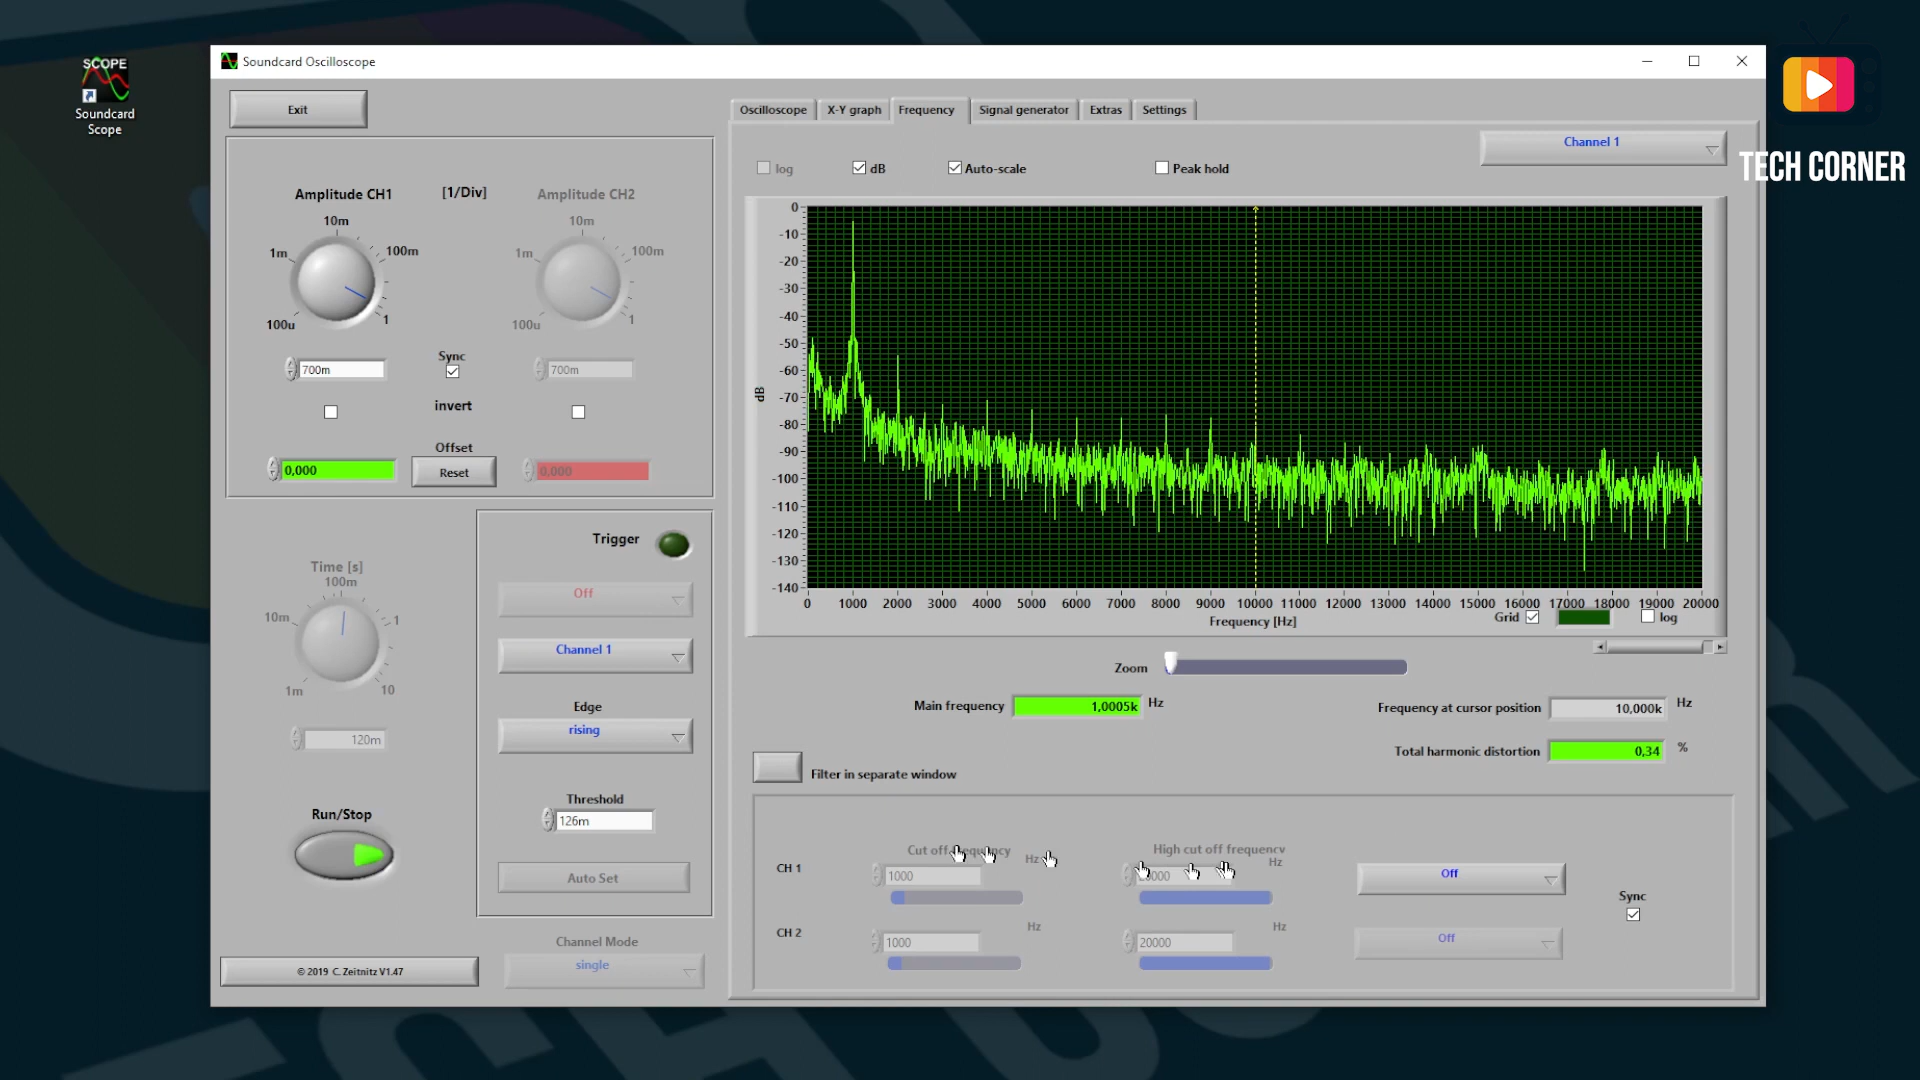 SCOPE
Soundcard
Scope
Soundcard Oscilloscope
Exit
Amplitude CH1
[1/Div]
Amplitude CH2
10m
1m
100m
100u
1
10m
1m
100m
100u
1
700m
Sync
700m
invert
Offset
0,000
Reset
0,000
Time [s]
100m
10m
1
1m
10
120m
Run/Stop
Trigger
Off
Channel 1
Edge
rising
Threshold
126m
Auto Set
Channel Mode
single
© 2019 C. Zeitnitz V1.47
Oscilloscope
X-Y graph
Frequency
Signal generator
Extras
Settings
Channel 1
log
dB
Auto-scale
Peak hold
dB
0
-10
-20
-30
-40
-50
-60
-70
-80
-90
-100
-110
-120
-130
-140
0 1000 2000 3000 4000 5000 6000 7000 8000 9000 10000 11000 12000 13000 14000 15000 16000 17000 18000 19000 20000
Frequency [Hz]
Grid
log
Zoom
Main frequency 1,0005k Hz
Frequency at cursor position 10,000k Hz
Total harmonic distortion 0,34 %
Filter in separate window
Cut off frequency
Hz
High cut off frequency
Hz
CH 1
1000
Off
Sync
CH 2
1000
Hz
20000
Hz
Off
TECH CORNER